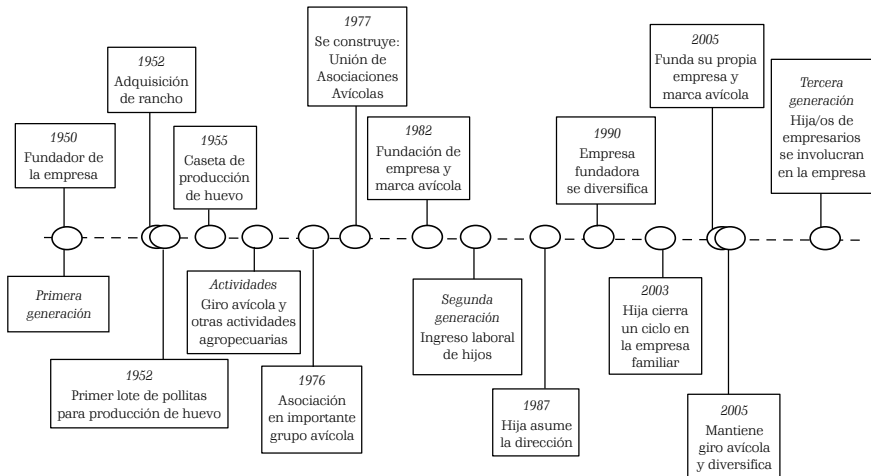 1950
Fundador de
la empresa
Primera
generación
1952
Adquisición
de rancho
1952
Primer lote de pollitas
para producción de huevo
1955
Caseta de
producción
de huevo
Actividades
Giro avícola y
otras actividades
agropecuarias
1976
Asociación
en importante
grupo avícola
1977
Se construye:
Unión de
Asociaciones
Avícolas
1982
Fundación de
empresa y
marca avícola
Segunda
generación
Ingreso laboral
de hijos
1987
Hija asume
la dirección
1990
Empresa
fundadora
se diversifica
2003
Hija cierra
un ciclo en
la empresa
familiar
2005
Funda su propia
empresa y
marca avícola
2005
Mantiene
giro avícola
y diversifica
Tercera
generación
Hija/os de
empresarios
se involucran
en la empresa